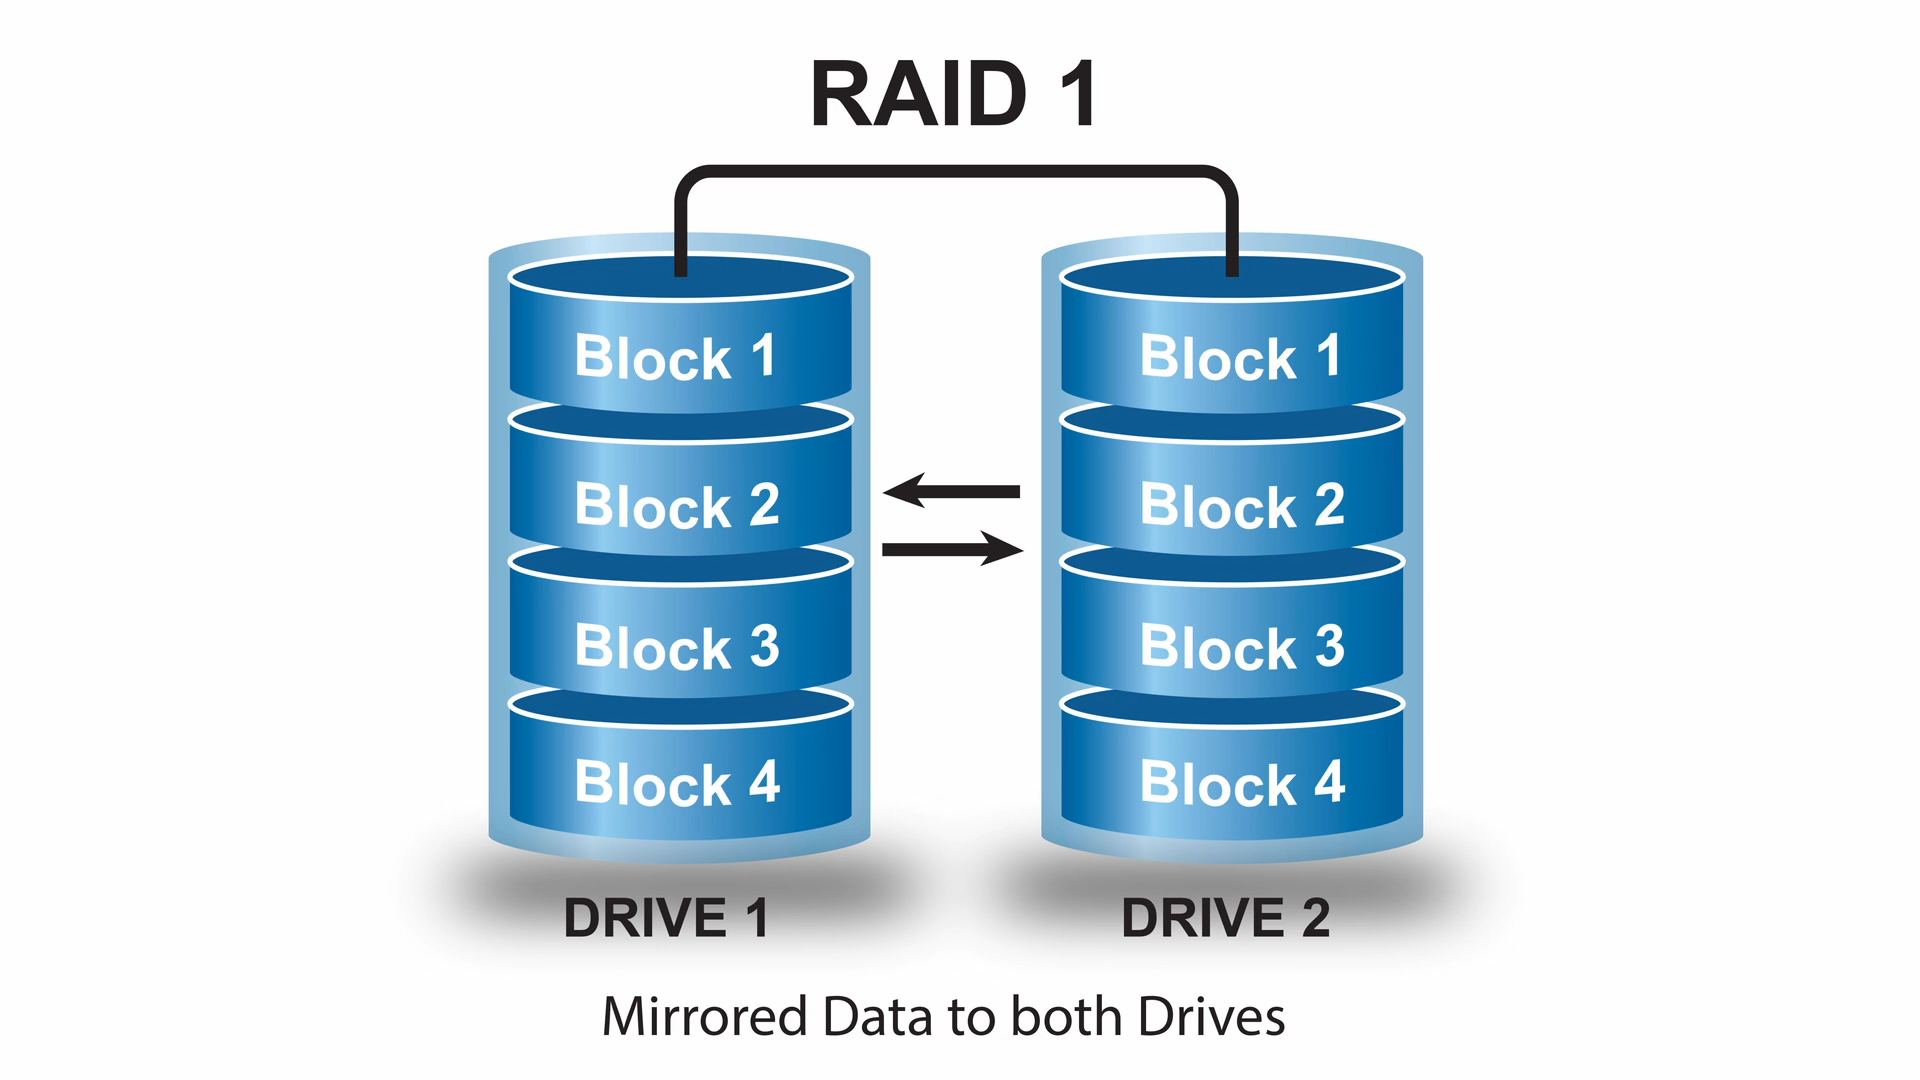 RAID 1
Block 1
Block 2
Block 3
Block 4
DRIVE 1
Block 1
Block 2
Block 3
Block 4
DRIVE 2
Mirrored Data to both Drives